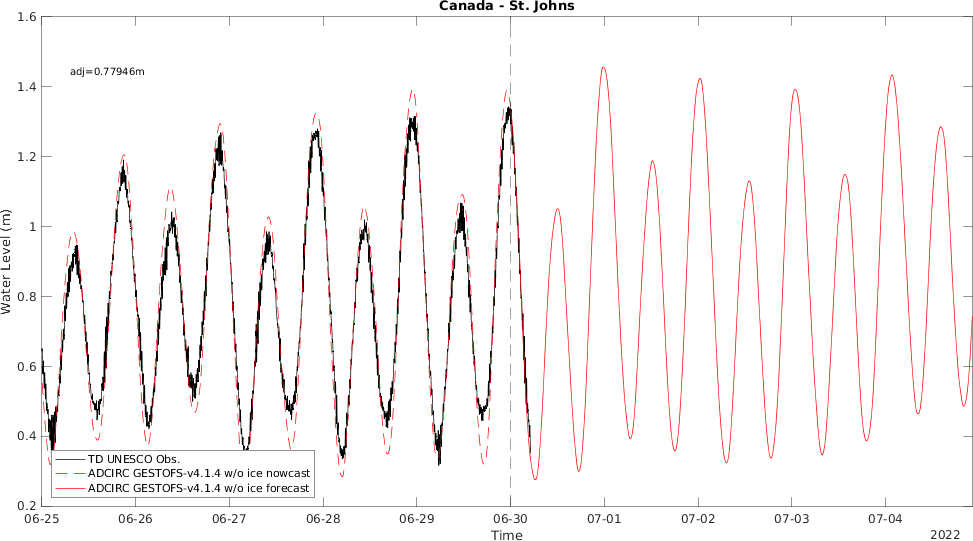 Canada - St. Johns
1.6
1.4
1.2
1
0.8
0.6
0.4
0.2
Water Level (m)
adj=0.77946m
TD UNESCO Obs.
ADCIRC GESTOFS-v4.1.4 w/o ice nowcast
ADCIRC GESTOFS-v4.1.4 w/o ice forecast
06-25 06-26 06-27 06-28 06-29 06-30 07-01 07-02 07-03 07-04
Time
2022